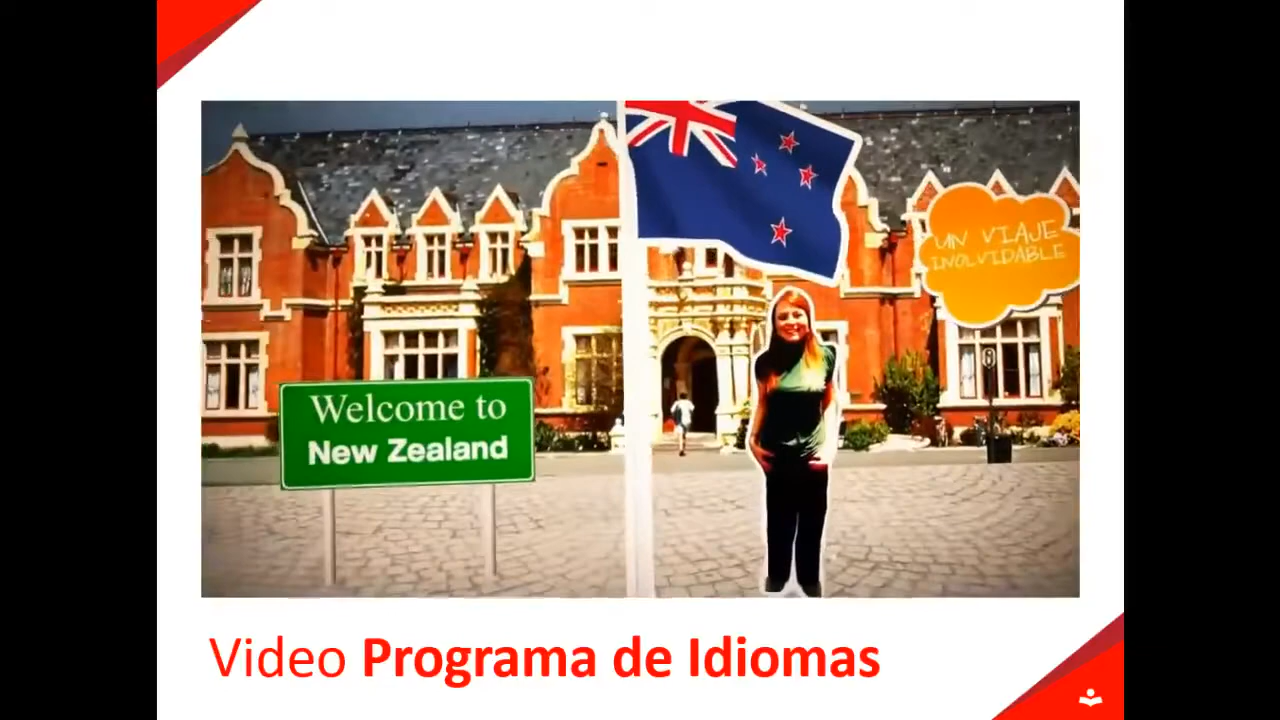 UN VIAJE
INOLVIDABLE
Welcome to
New Zealand
Video Programa de Idiomas